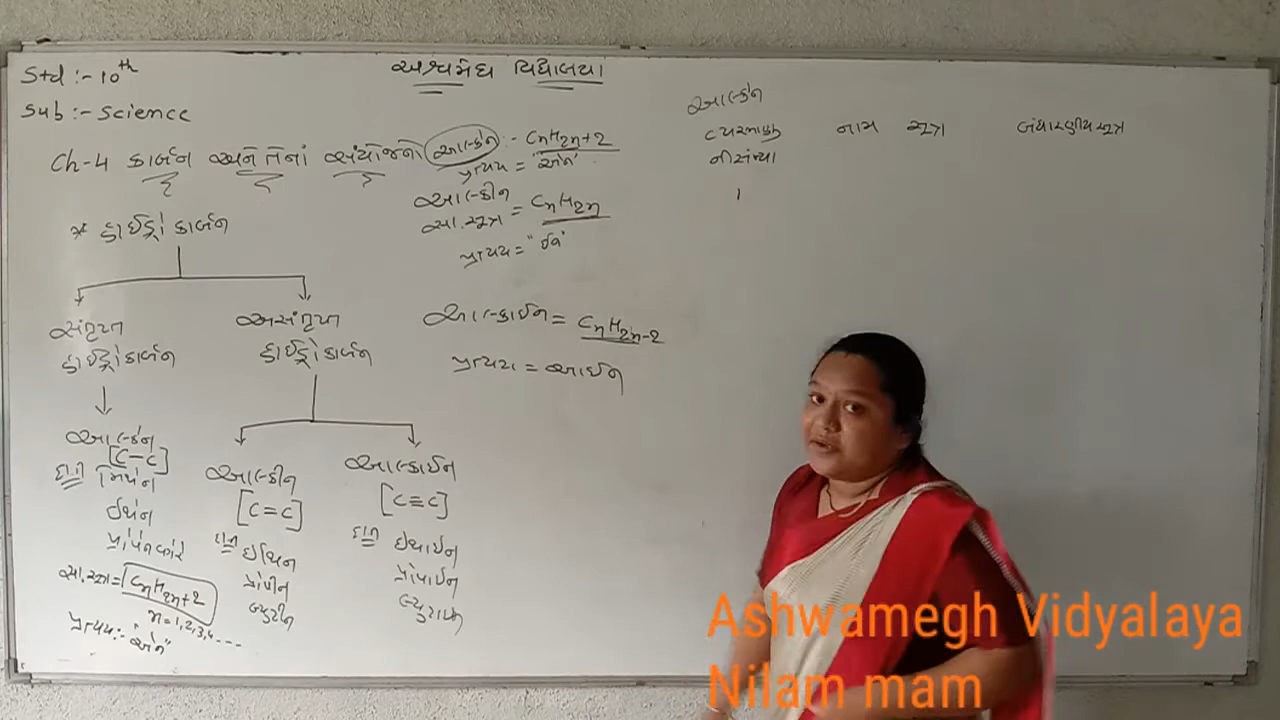 Std :- 10th
Sub :- Science
અશ્વમેઘ વિદ્યાલયા
Ch-4 કાર્બન અને તેનાં સંયોજનો
* હાઈડ્રોકાર્બન
સંતૃપ્ત
હાઈડ્રોકાર્બન
આલ્કેન
[C-C]
દા.ત મિથેન
ઈથેન
પ્રોપેન વગેરે
સા.સૂત્ર = CnH2n+2
n = 1,2,3,4 ----
પ્રત્યય :- "એન"
અસંતૃપ્ત
હાઈડ્રોકાર્બન
આલ્કીન
[C=C]
દા.ત ઈથિન
પ્રોપીન
બ્યુટીન
આલ્કાઈન
[C≡C]
દા.ત ઈથાઈન
પ્રોપાઈન
આલ્કેન :- CnH2n+2
પ્રત્યય = "એન"
આલ્કીન
સા.સૂત્ર = CnH2n
પ્રત્યય = "ઈન"
આલ્કાઈન = CnH2n-2
પ્રત્યય = આઈન
આલ્કેન
C પરમાણુ નામ સૂત્ર બંધારણીય સૂત્ર
ની સંખ્યા
1
Ashwamegh Vidyalaya
Nilam mam